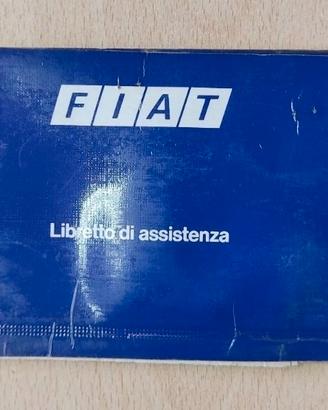 FIAT
Libretto di assistenza